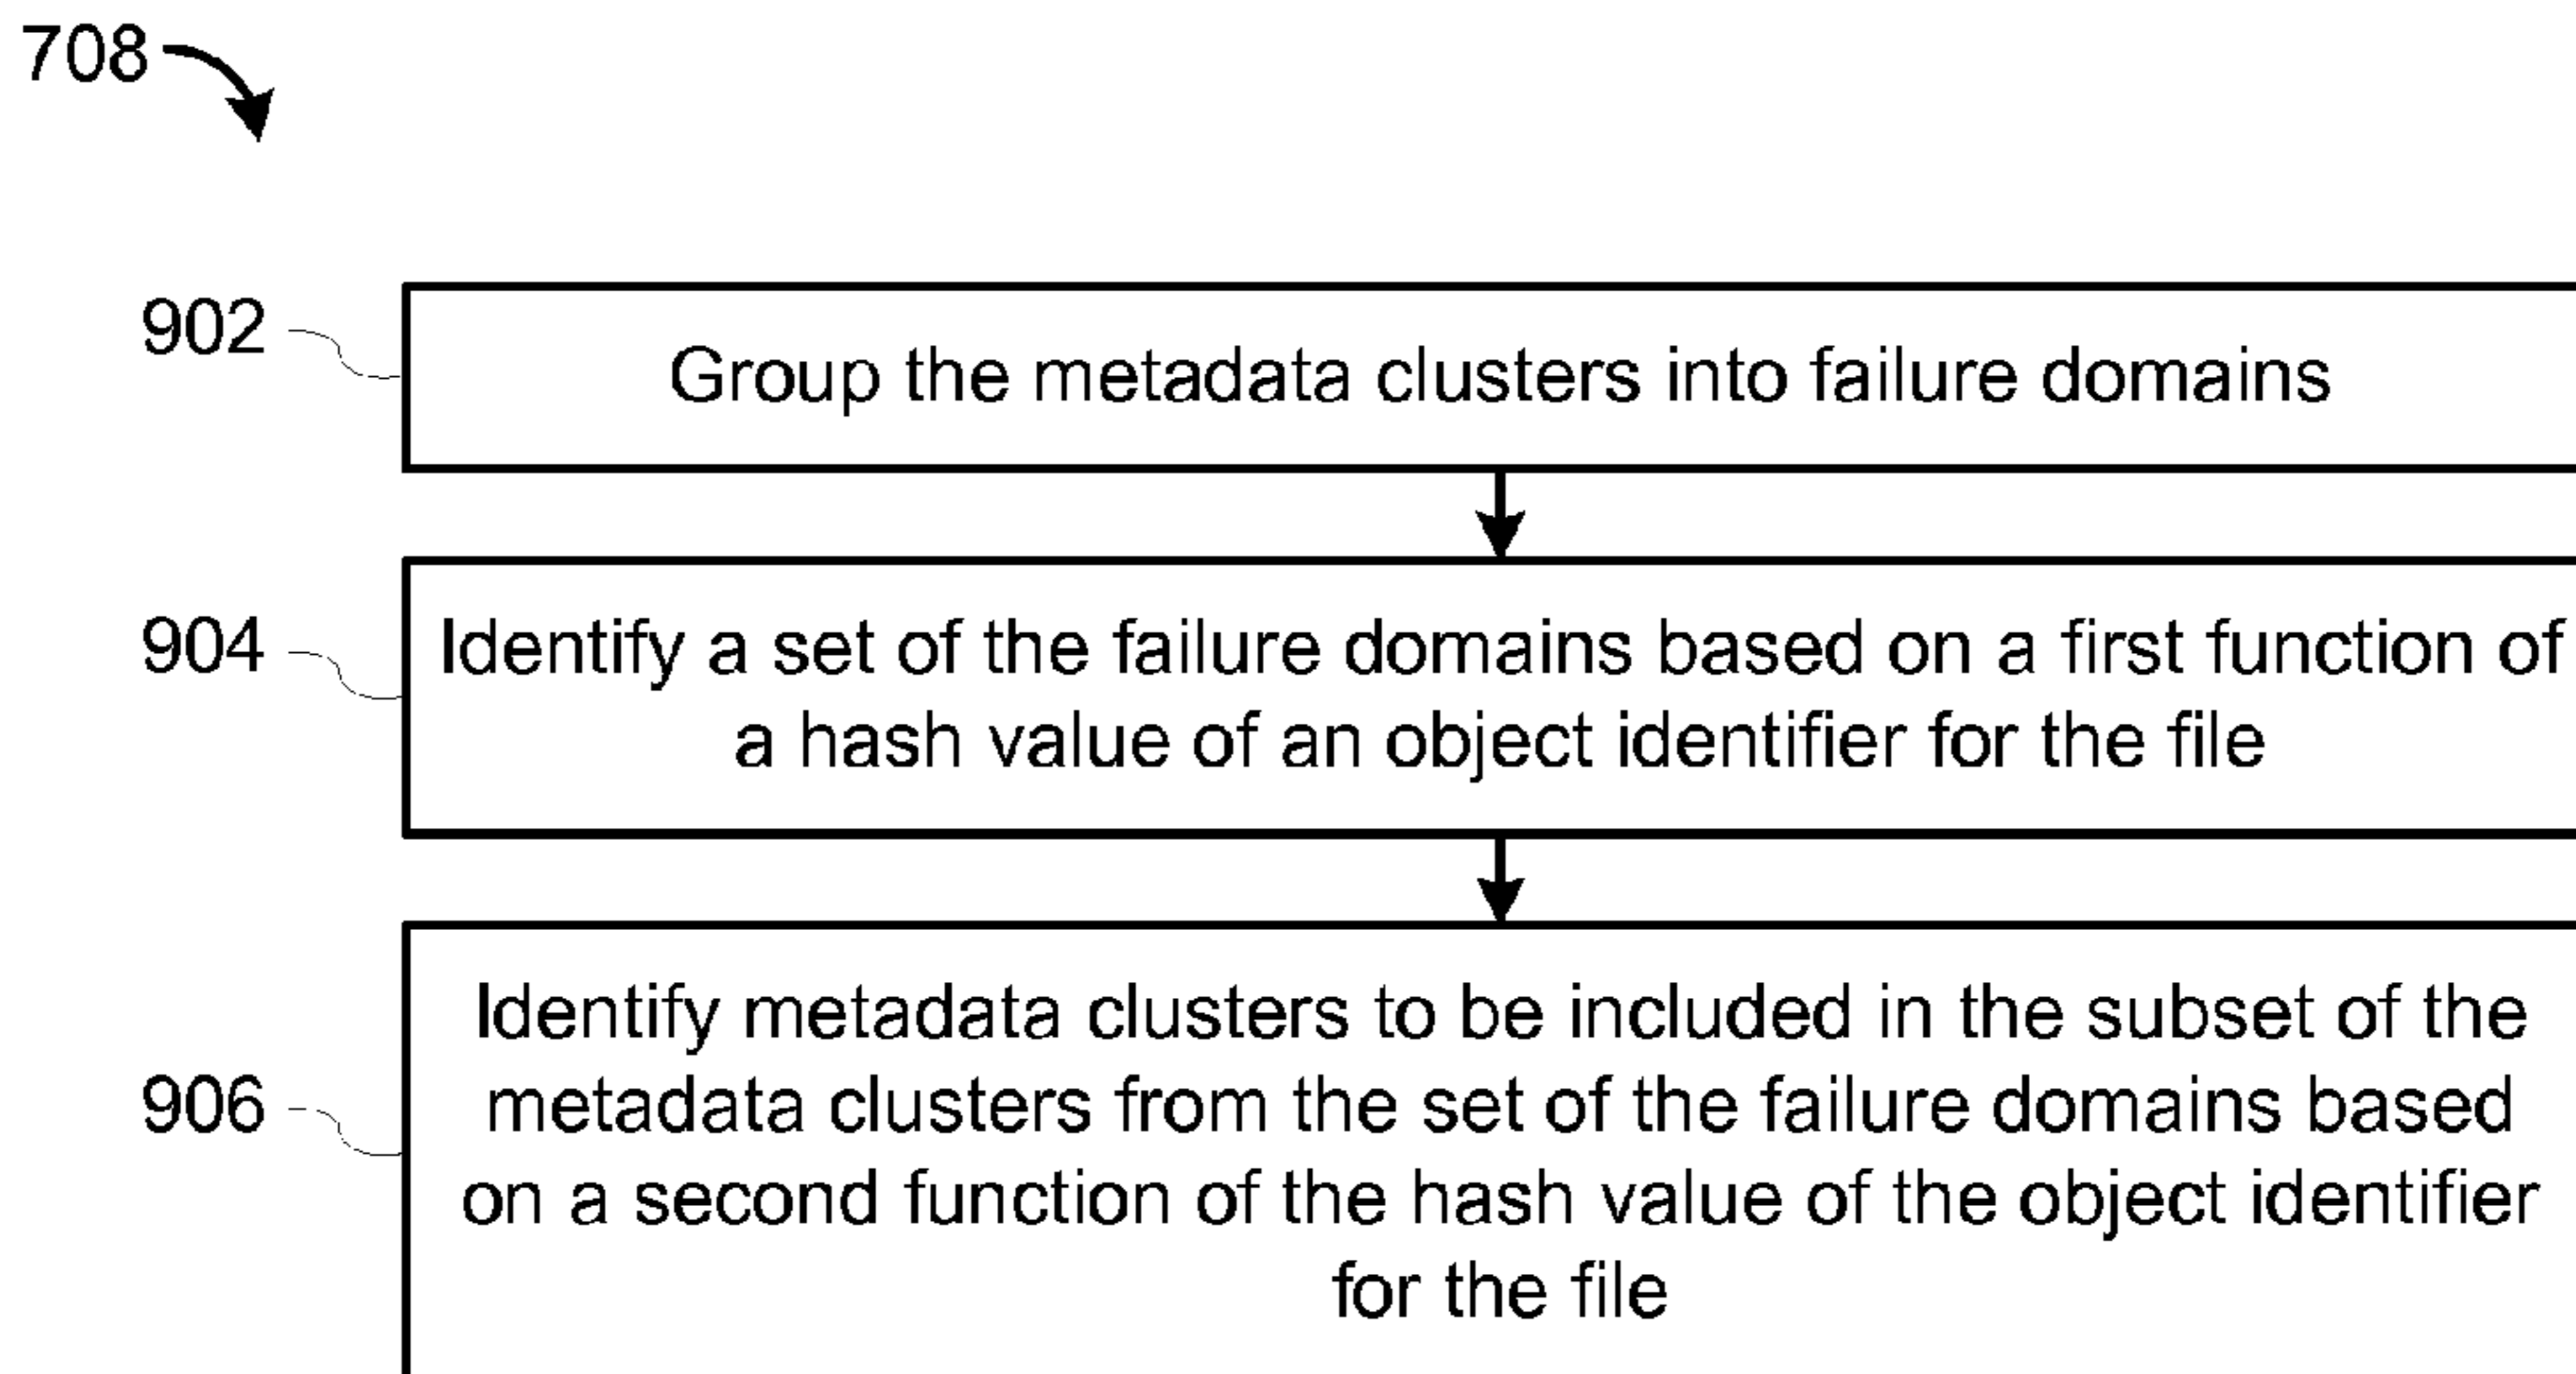 708
902
Group the metadata clusters into failure domains
904
Identify a set of the failure domains based on a first function of
a hash value of an object identifier for the file
906
Identify metadata clusters to be included in the subset of the
metadata clusters from the set of the failure domains based
on a second function of the hash value of the object identifier
for the file